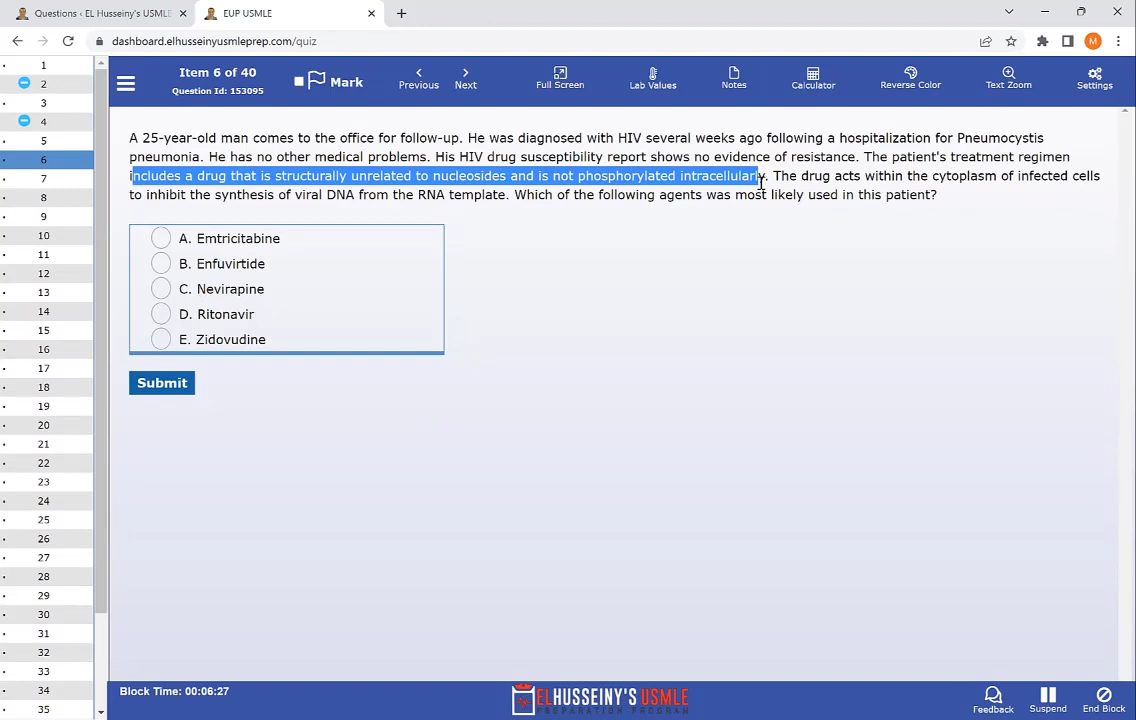 Questions ‹ EL Husseiny's USMLE
EUP USMLE
dashboard.elhusseinyusmleprep.com/quiz
M
Item 6 of 40
Question Id: 153095
Mark
Previous
Next
Full Screen
Lab Values
Notes
Calculator
Reverse Color
Text Zoom
Settings
1
2
3
4
5
6
7
8
9
10
11
12
13
14
15
16
17
18
19
20
21
22
23
24
25
26
27
28
29
30
31
32
33
34
35
A 25-year-old man comes to the office for follow-up. He was diagnosed with HIV several weeks ago following a hospitalization for Pneumocystis
pneumonia. He has no other medical problems. His HIV drug susceptibility report shows no evidence of resistance. The patient's treatment regimen
includes a drug that is structurally unrelated to nucleosides and is not phosphorylated intracellularly. The drug acts within the cytoplasm of infected cells
to inhibit the synthesis of viral DNA from the RNA template. Which of the following agents was most likely used in this patient?
A. Emtricitabine
B. Enfuvirtide
C. Nevirapine
D. Ritonavir
E. Zidovudine
Submit
Block Time: 00:06:27
ELHUSSEINY'S USMLE
PREPARATION PROGRAM
Feedback
Suspend
End Block